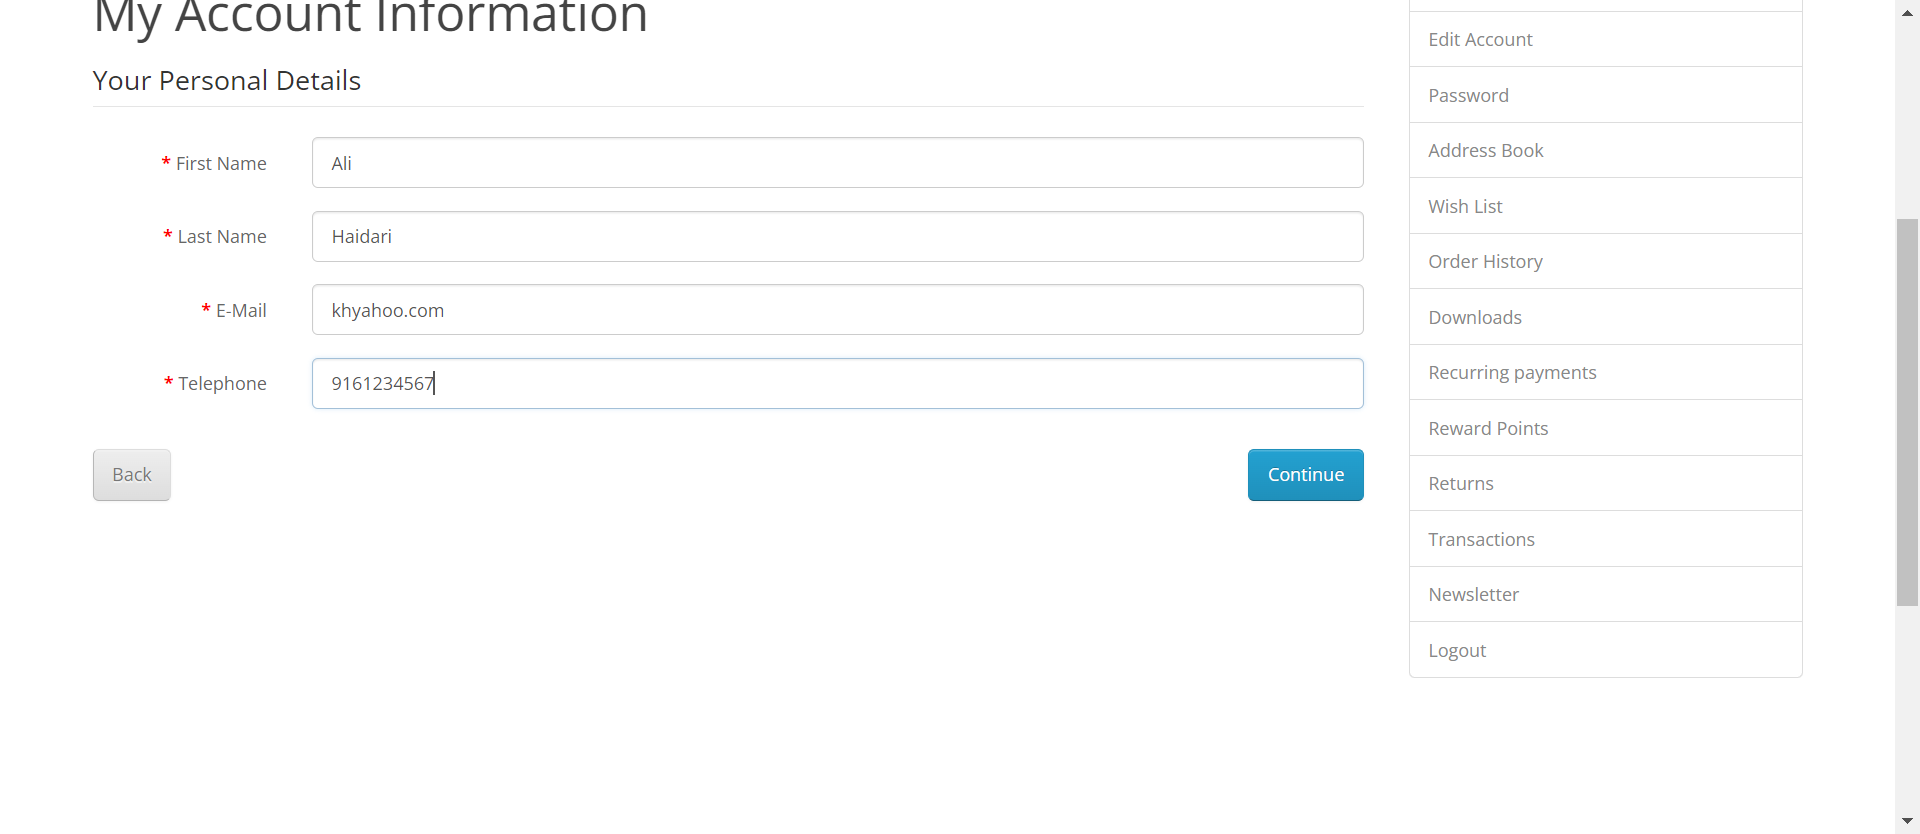 My Account Information
Your Personal Details
* First Name
Ali
* Last Name
Haidari
* E-Mail
khyahoo.com
* Telephone
9161234567
Back
Continue
Edit Account
Password
Address Book
Wish List
Order History
Downloads
Recurring payments
Reward Points
Returns
Transactions
Newsletter
Logout